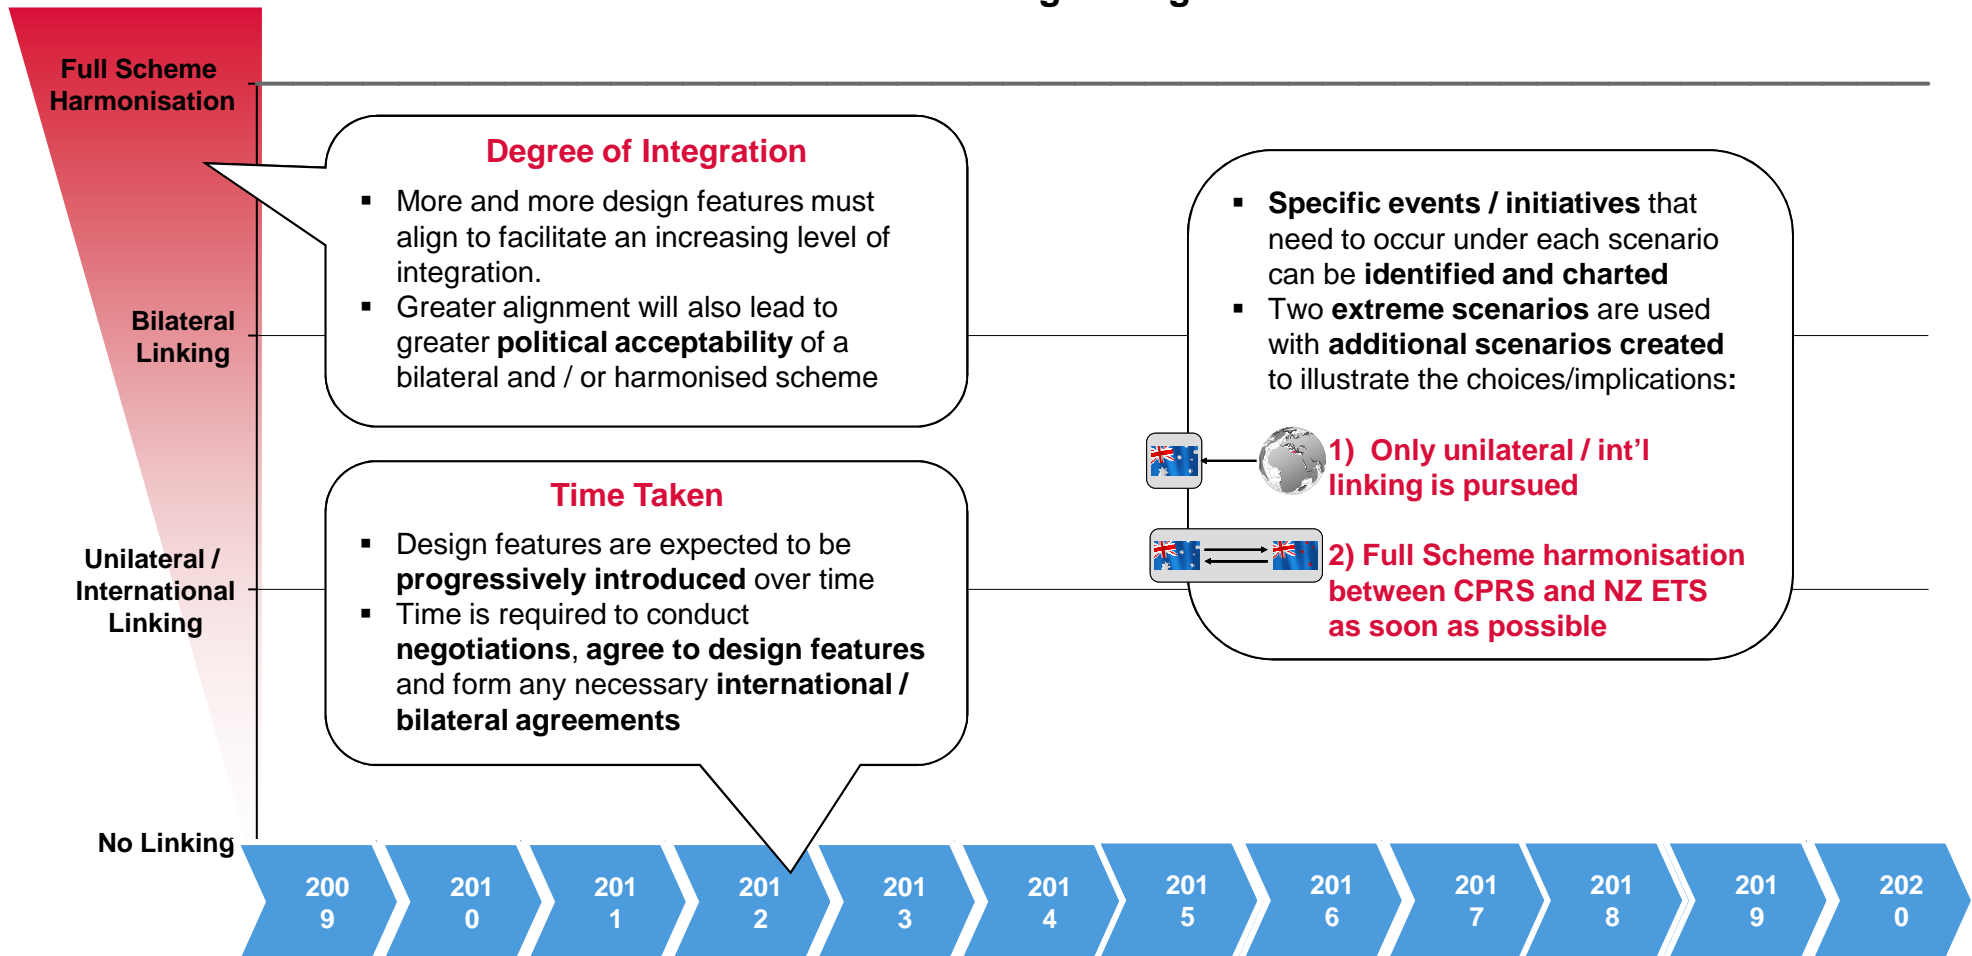 Full Scheme
Harmonisation
Degree of Integration
▪ More and more design features must
align to facilitate an increasing level of
integration.
▪ Greater alignment will also lead to
greater political acceptability of a
bilateral and / or harmonised scheme
▪ Specific events / initiatives that
need to occur under each scenario
can be identified and charted
▪ Two extreme scenarios are used
with additional scenarios created
to illustrate the choices/implications:
1) Only unilateral / int'l
linking is pursued
2) Full Scheme harmonisation
between CPRS and NZ ETS
as soon as possible
Bilateral
Linking
Time Taken
▪ Design features are expected to be
progressively introduced over time
▪ Time is required to conduct
negotiations, agree to design features
and form any necessary international /
bilateral agreements
Unilateral /
International
Linking
No Linking
200
9
201
0
201
1
201
2
201
3
201
4
201
5
201
6
201
7
201
8
201
9
202
0